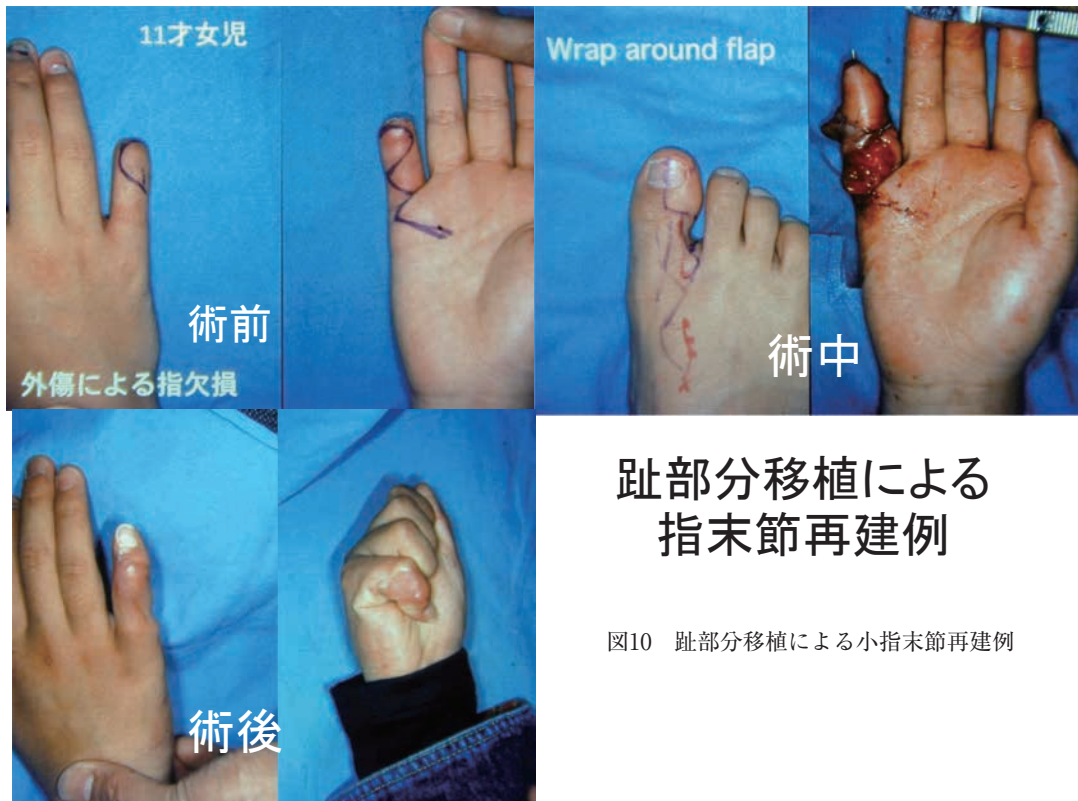 11才女児
術前
外傷による指欠損
Wrap around flap
術中
術後
趾部分移植による
指末節再建例
図10　趾部分移植による小指末節再建例